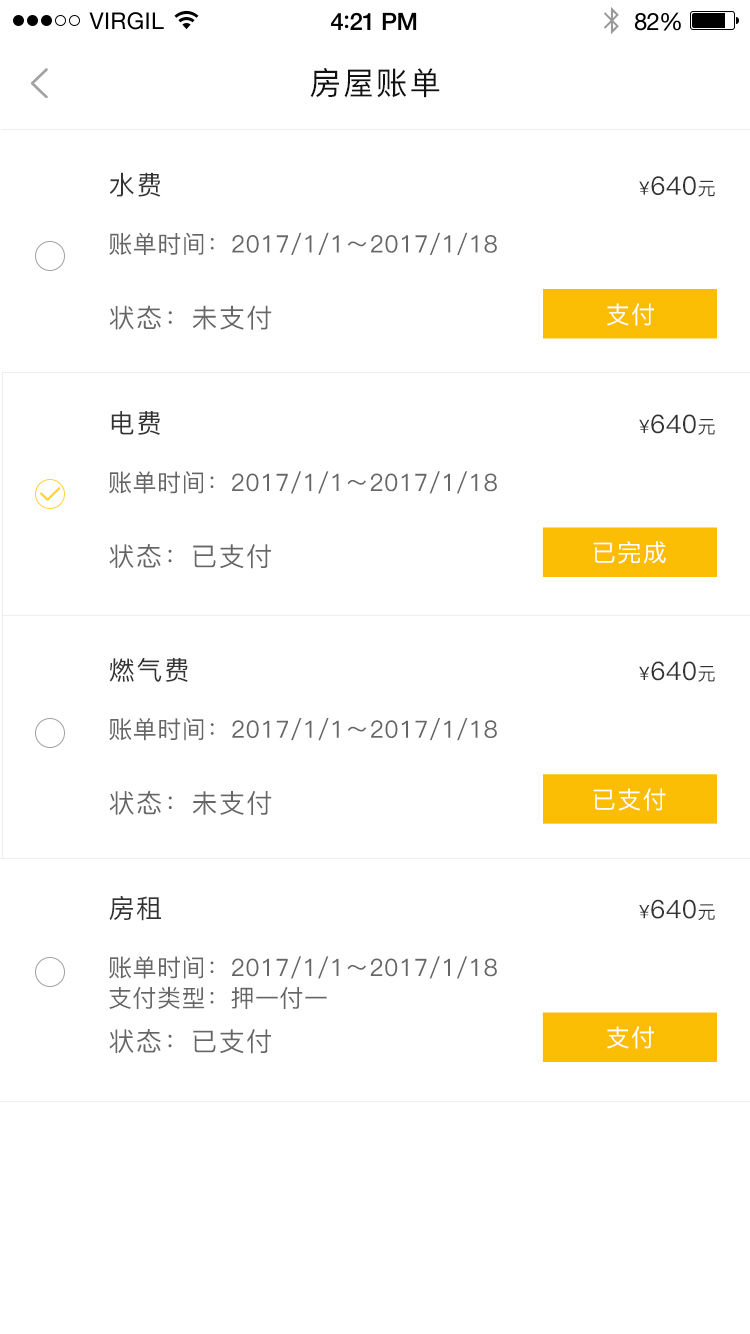 VIRGIL 4:21 PM 82%
房屋账单
水费 ¥640元
账单时间：2017/1/1～2017/1/18
状态：未支付 支付
电费 ¥640元
账单时间：2017/1/1～2017/1/18
状态：已支付 已完成
燃气费 ¥640元
账单时间：2017/1/1～2017/1/18
状态：未支付 已支付
房租 ¥640元
账单时间：2017/1/1～2017/1/18
支付类型：押一付一
状态：已支付 支付